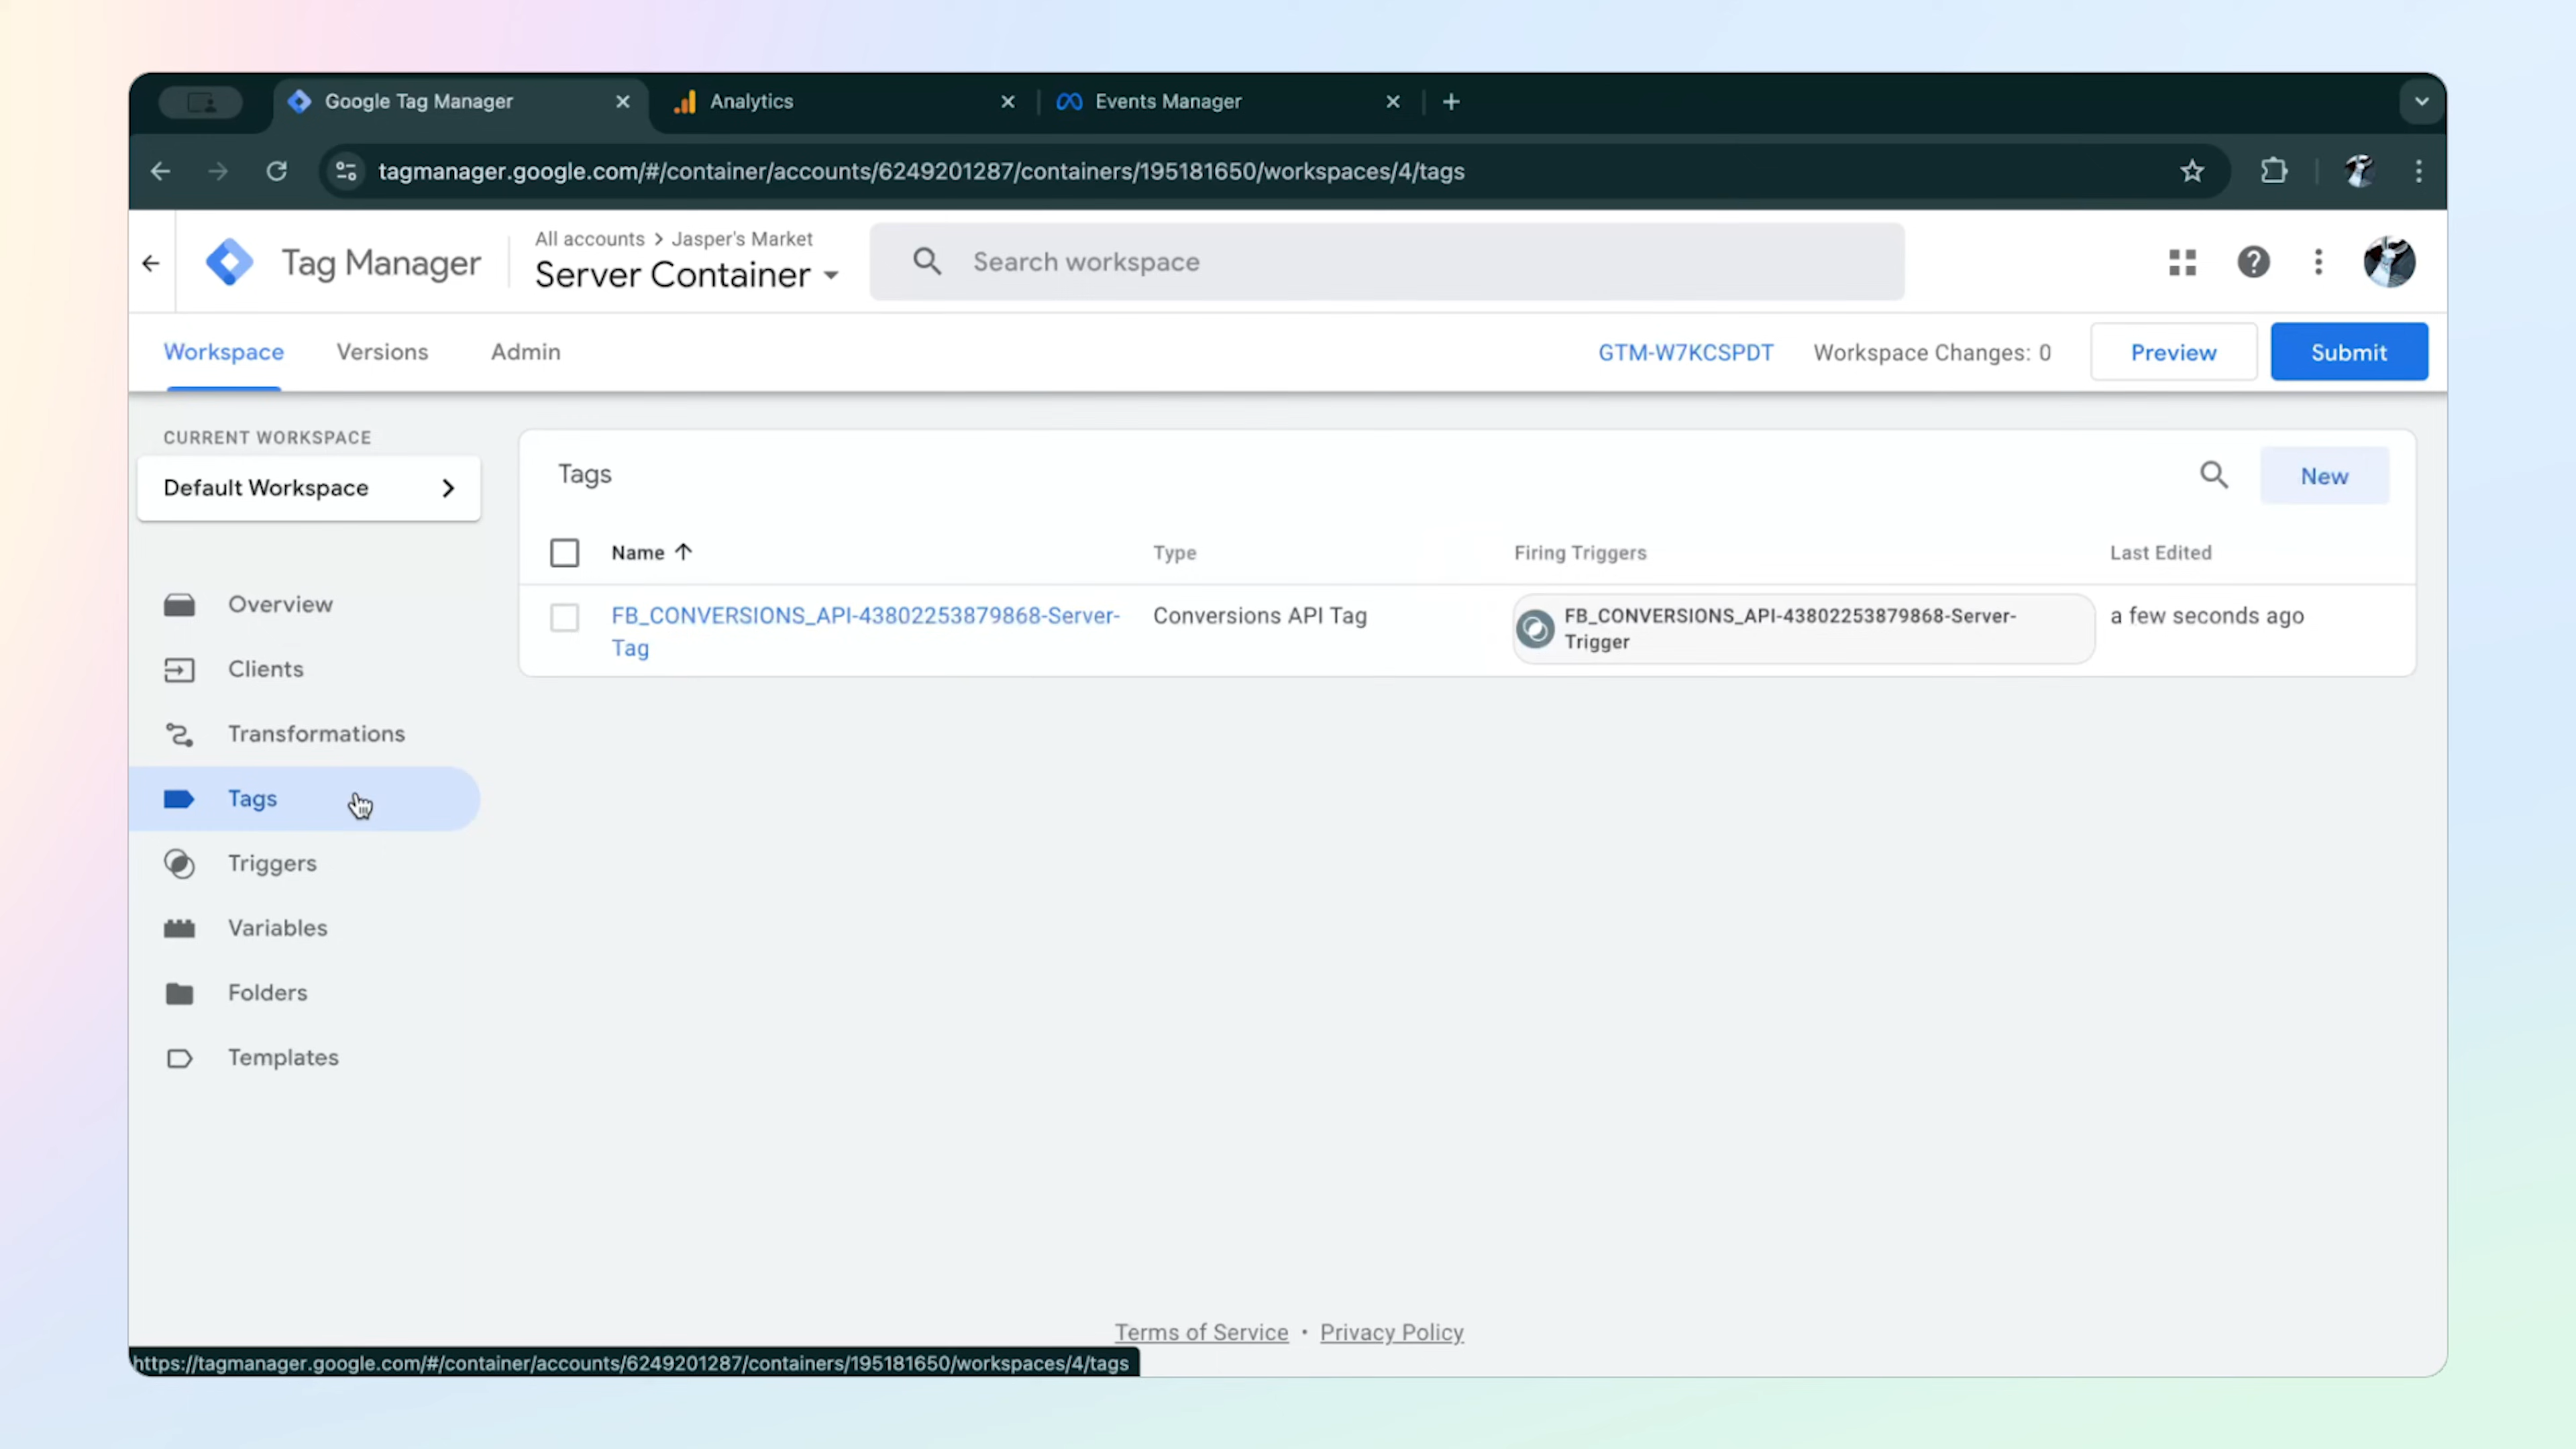 Google Tag Manager
Analytics
Events Manager
tagmanager.google.com/#/container/accounts/6249201287/containers/195181650/workspaces/4/tags
Tag Manager
All accounts > Jasper's Market
Server Container
Search workspace
Workspace
Versions
Admin
GTM-W7KCSPDT
Workspace Changes: 0
Preview
Submit
CURRENT WORKSPACE
Default Workspace
Overview
Clients
Transformations
Tags
Triggers
Variables
Folders
Templates
Tags
New
Name
Type
Firing Triggers
Last Edited
FB_CONVERSIONS_API-43802253879868-Server-
Tag
Conversions API Tag
FB_CONVERSIONS_API-43802253879868-Server-
Trigger
a few seconds ago
Terms of Service • Privacy Policy
https://tagmanager.google.com/#/container/accounts/6249201287/containers/195181650/workspaces/4/tags